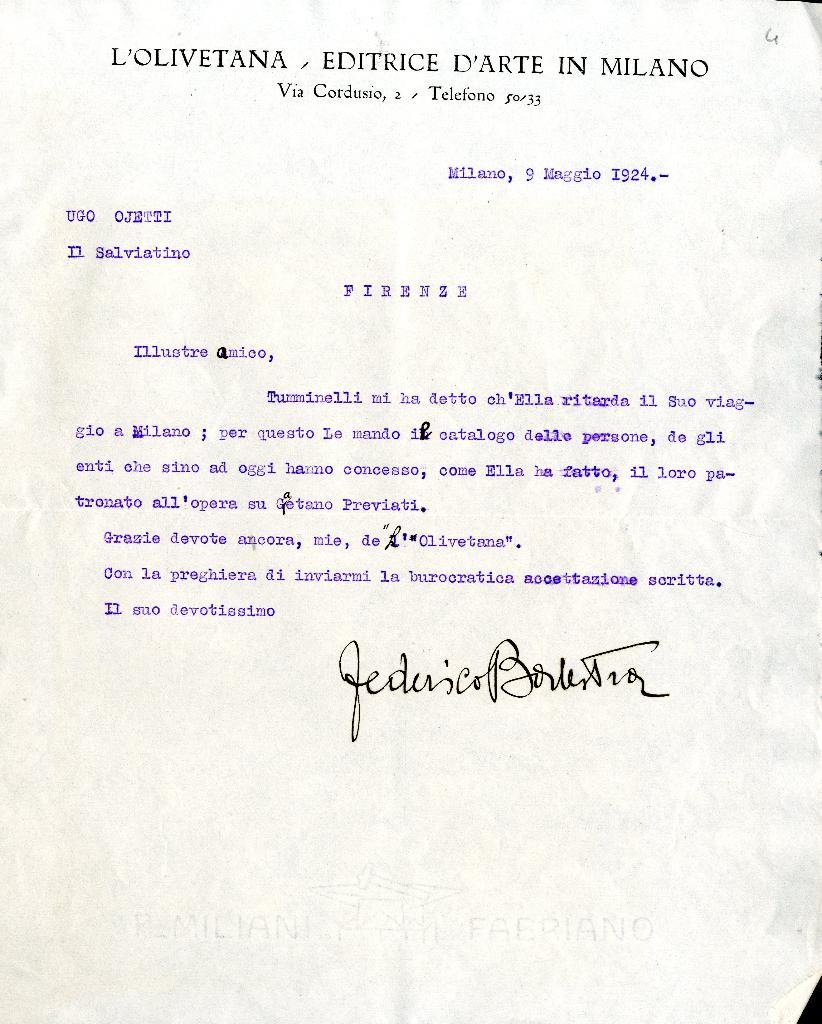 4
L'OLIVETANA / EDITRICE D'ARTE IN MILANO
Via Cordusio, 2 / Telefono 50/33
Milano, 9 Maggio 1924.-
UGO OJETTI
Il Salviatino
F I R E N Z E
Illustre amico,
Tumminelli mi ha detto ch'Ella ritarda il Suo viag-
gio a Milano ; per questo Le mando il catalogo delle persone, de gli
enti che sino ad oggi hanno concesso, come Ella ha fatto, il loro pa-
tronato all'opera su Gaetano Previati.
Grazie devote ancora, mie, de "l'"Olivetana".
Con la preghiera di inviarmi la burocratica accettazione scritta.
Il suo devotissimo
Federico Balestra
P. MILIANI FABRIANO